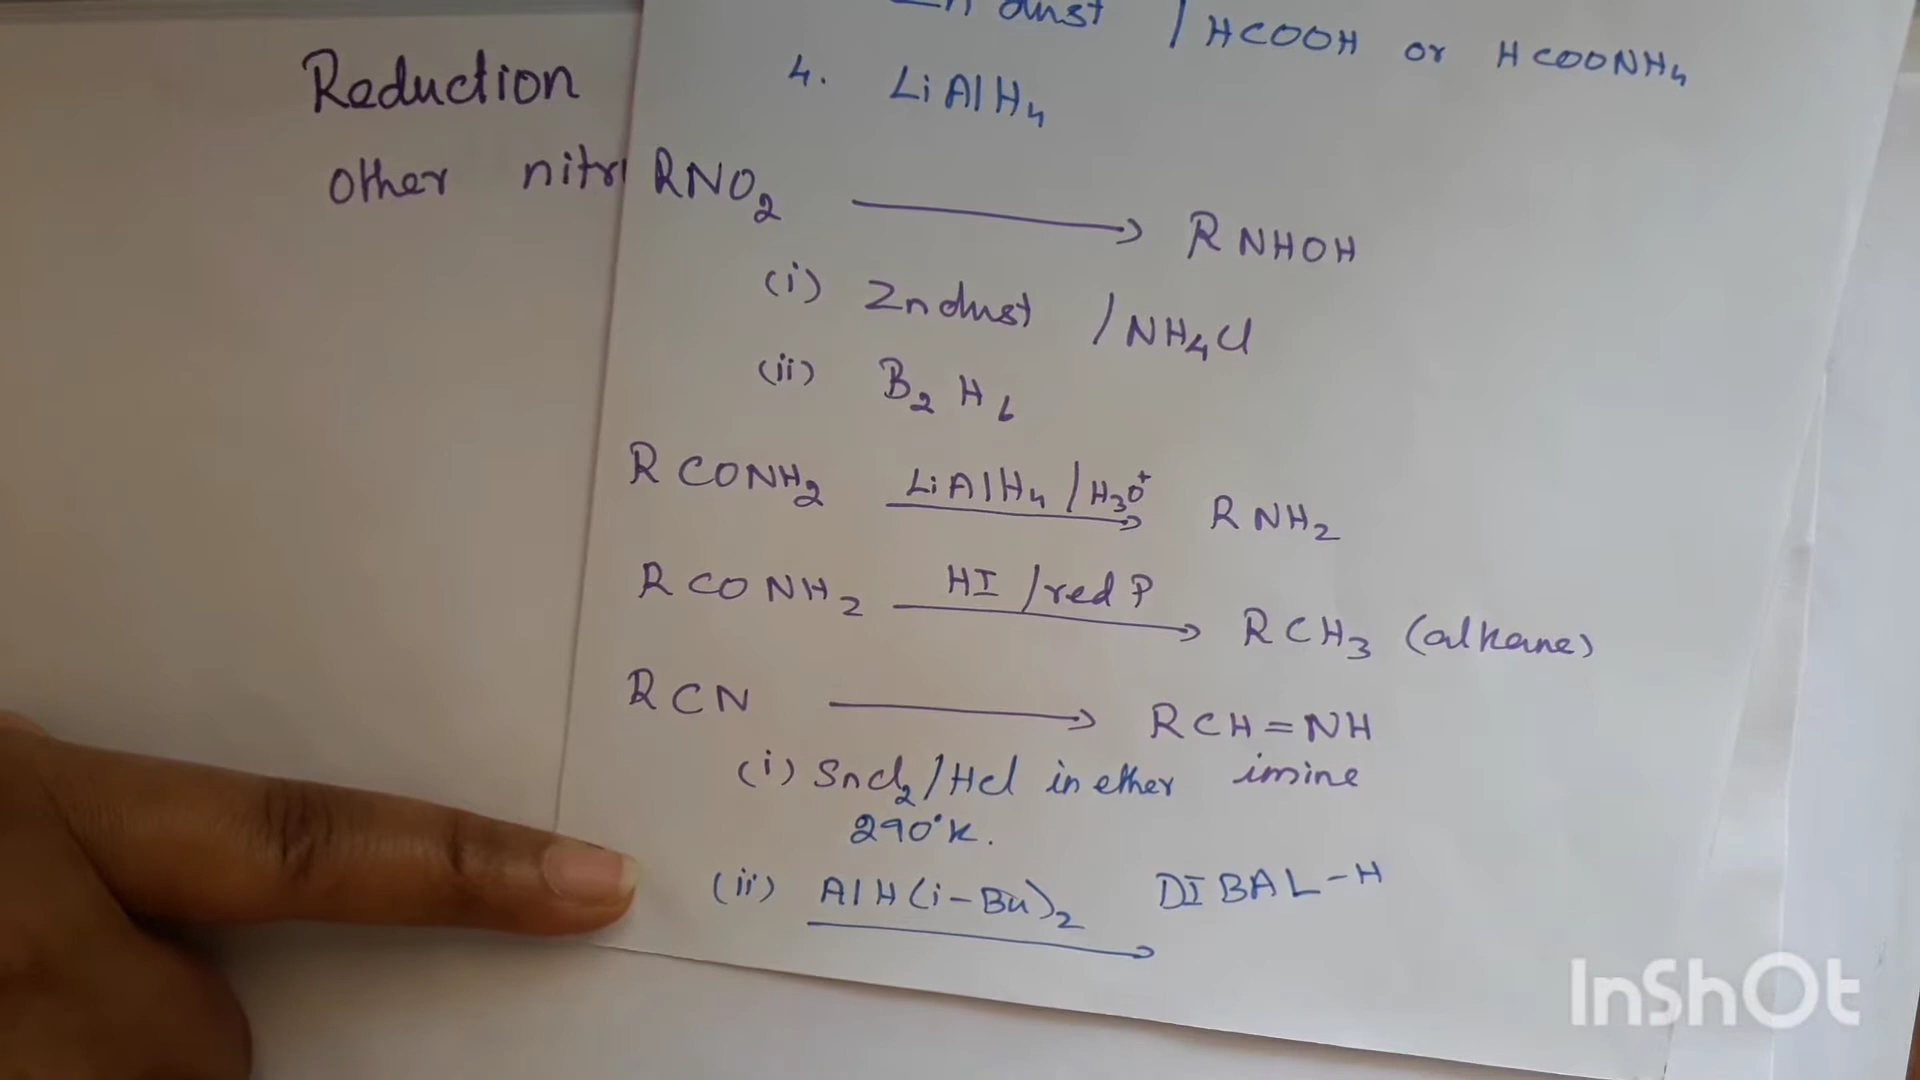 Reduction
other nitr
dust / HCOOH or HCOONH4
4. LiAlH4
RNO2 → RNHOH
(i) Zn dust / NH4Cl
(ii) B2H6
RCONH2 LiAlH4 / H3O+ → RNH2
RCONH2 HI / red P → RCH3 (alkane)
RCN → RCH=NH
(i) SnCl2 / HCl in ether imine
290°K.
(ii) AlH(i-Bu)2 → DIBAL-H
InShOt